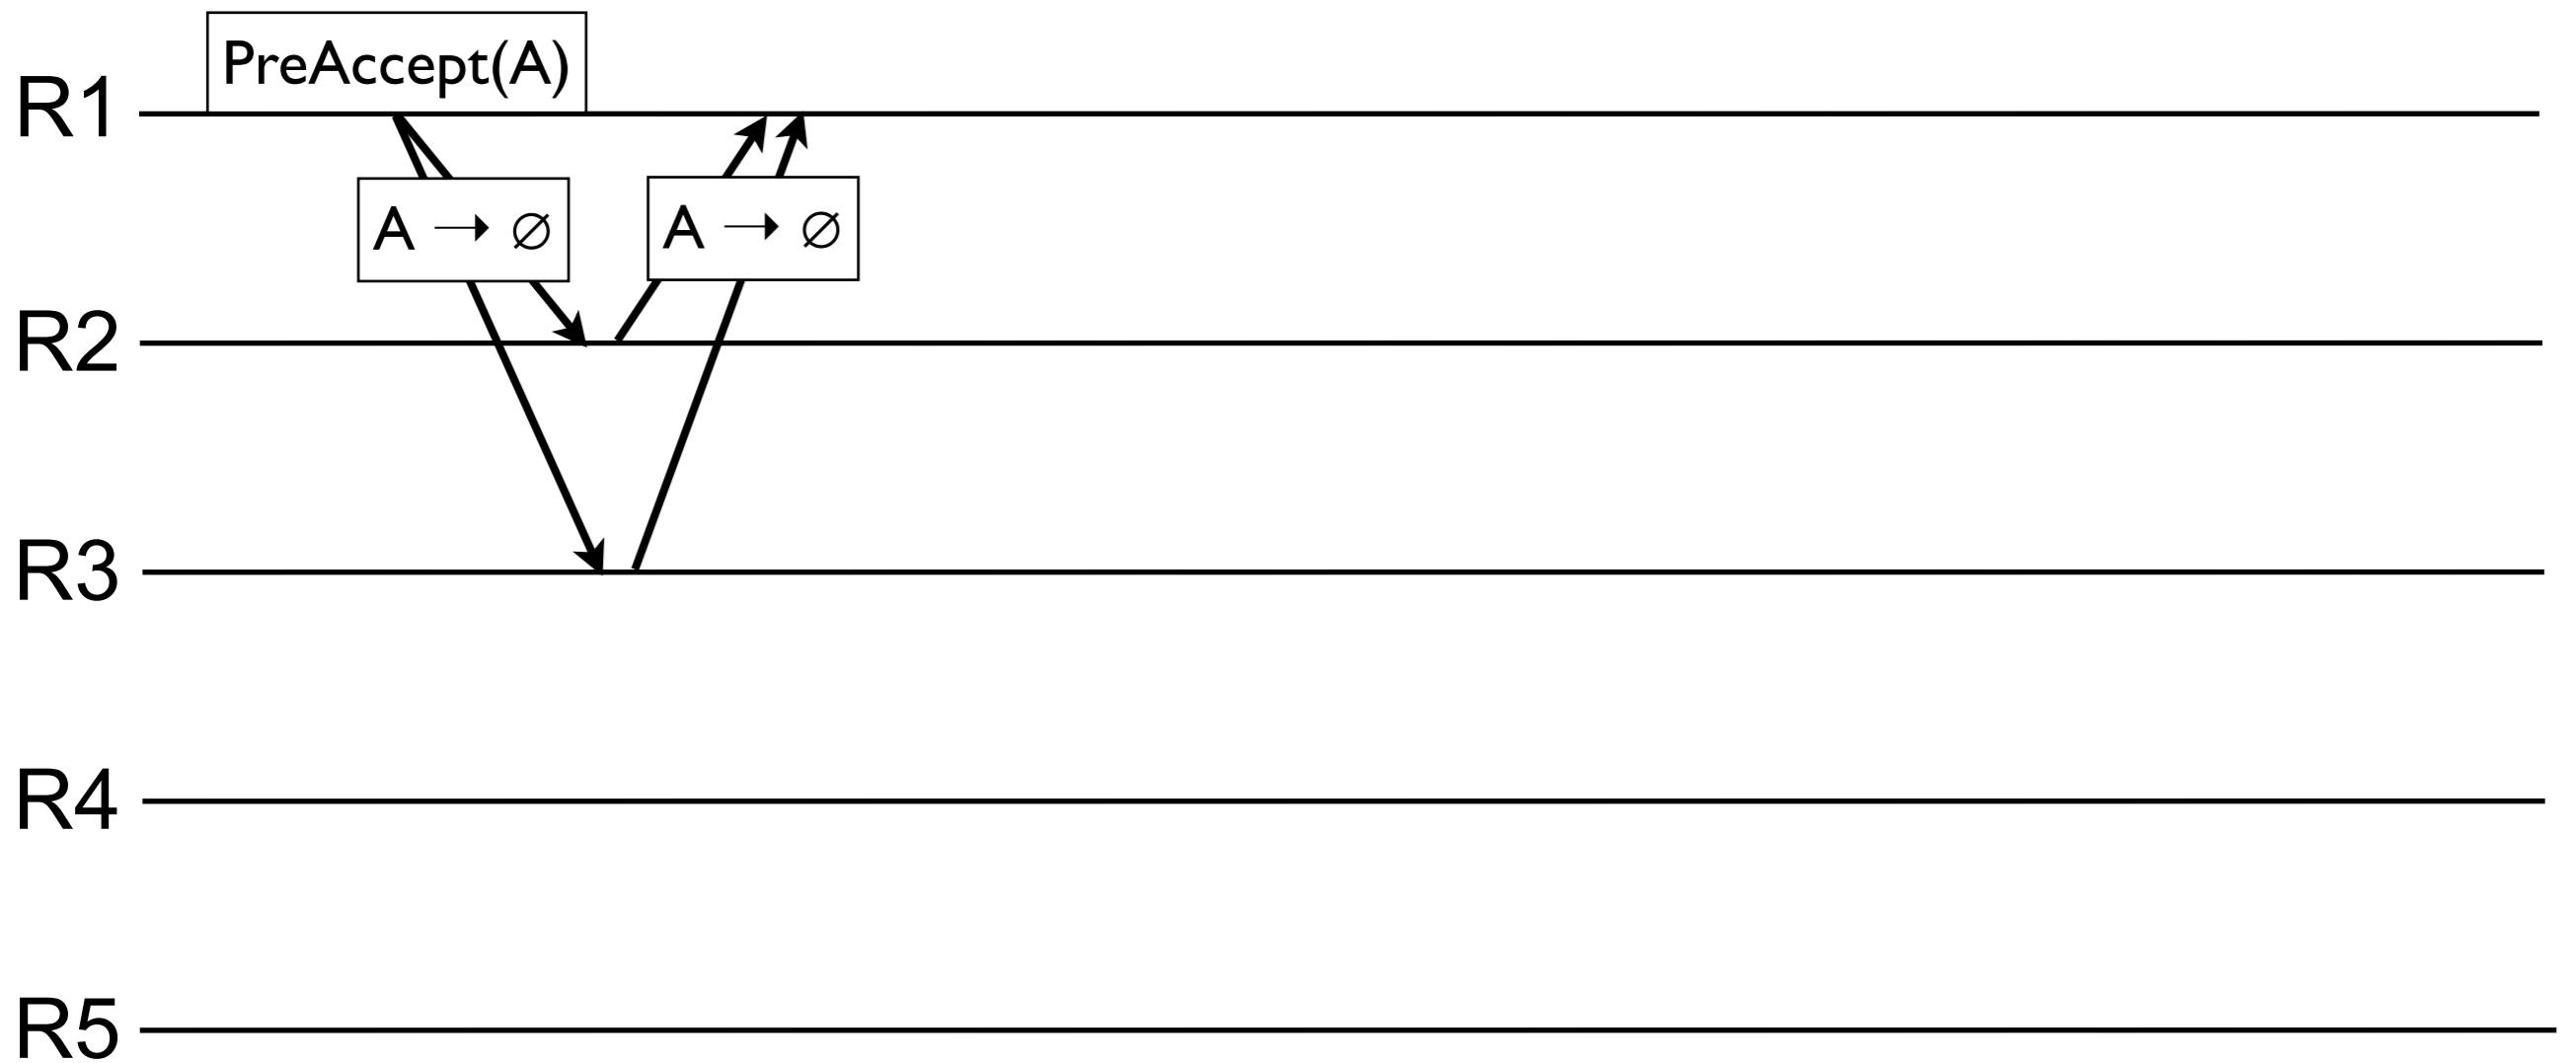 PreAccept(A)
R1
A → ∅
A → ∅
R2
R3
R4
R5